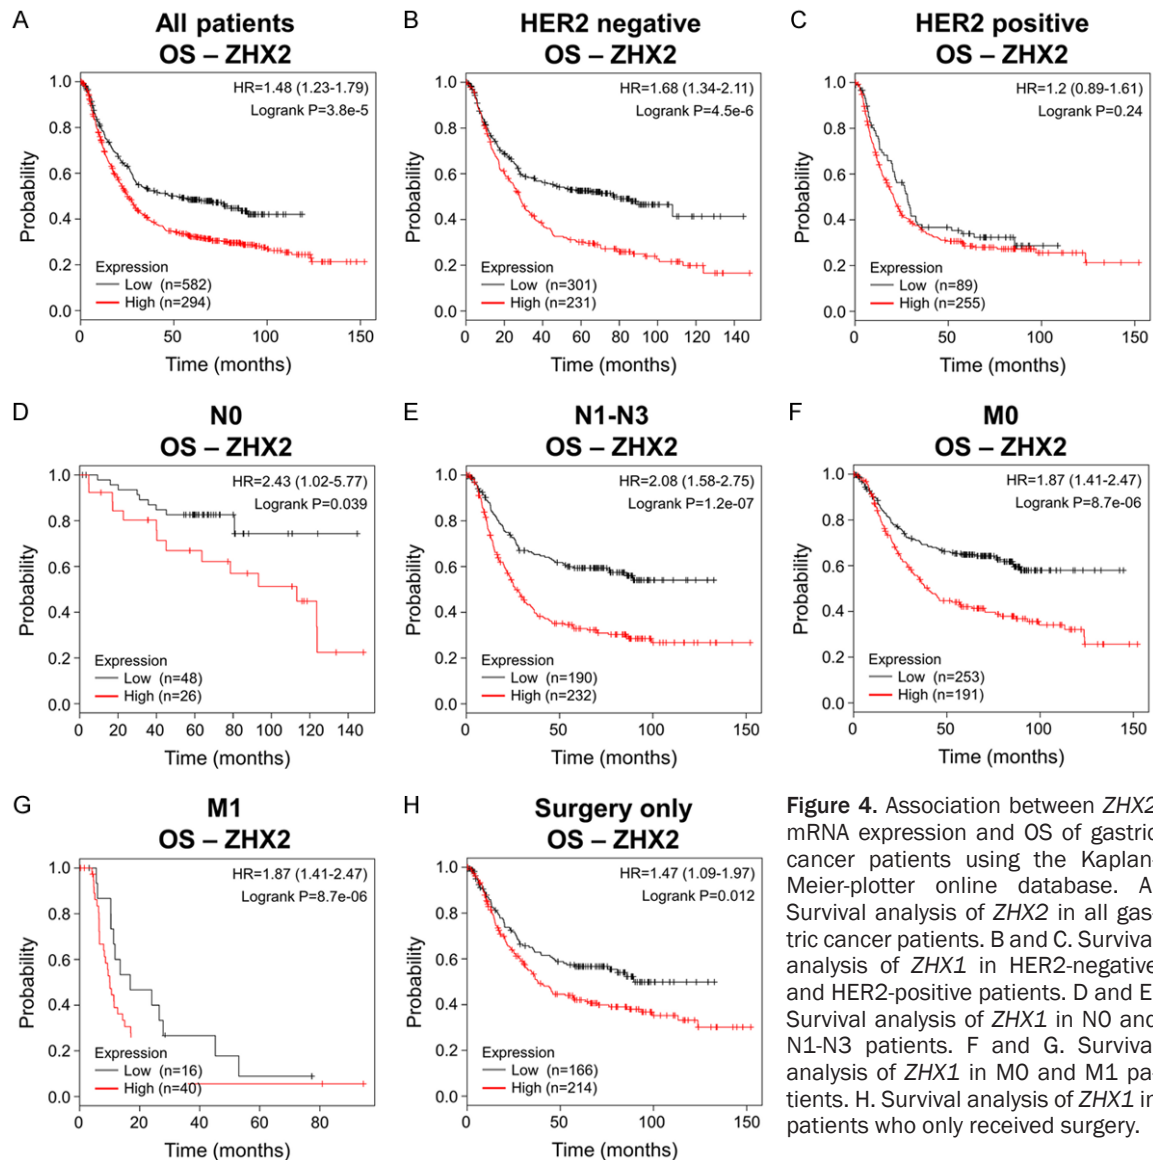 A
All patients
OS – ZHX2
HR=1.48 (1.23-1.79)
Logrank P=3.8e-5
Probability
1.0
0.8
0.6
0.4
0.2
0.0
Expression
Low (n=582)
High (n=294)
0 50 100 150
Time (months)
B
HER2 negative
OS – ZHX2
HR=1.68 (1.34-2.11)
Logrank P=4.5e-6
Probability
1.0
0.8
0.6
0.4
0.2
0.0
Expression
Low (n=301)
High (n=231)
0 20 40 60 80 100 120 140
Time (months)
C
HER2 positive
OS – ZHX2
HR=1.2 (0.89-1.61)
Logrank P=0.24
Probability
1.0
0.8
0.6
0.4
0.2
0.0
Expression
Low (n=89)
High (n=255)
0 50 100 150
Time (months)
D
N0
OS – ZHX2
HR=2.43 (1.02-5.77)
Logrank P=0.039
Probability
1.0
0.8
0.6
0.4
0.2
0.0
Expression
Low (n=48)
High (n=26)
0 20 40 60 80 100 120 140
Time (months)
E
N1-N3
OS – ZHX2
HR=2.08 (1.58-2.75)
Logrank P=1.2e-07
Probability
1.0
0.8
0.6
0.4
0.2
0.0
Expression
Low (n=190)
High (n=232)
0 50 100 150
Time (months)
F
M0
OS – ZHX2
HR=1.87 (1.41-2.47)
Logrank P=8.7e-06
Probability
1.0
0.8
0.6
0.4
0.2
0.0
Expression
Low (n=253)
High (n=191)
0 50 100 150
Time (months)
G
M1
OS – ZHX2
HR=1.87 (1.41-2.47)
Logrank P=8.7e-06
Probability
1.0
0.8
0.6
0.4
0.2
0.0
Expression
Low (n=16)
High (n=40)
0 20 40 60 80
Time (months)
H
Surgery only
OS – ZHX2
HR=1.47 (1.09-1.97)
Logrank P=0.012
Probability
1.0
0.8
0.6
0.4
0.2
0.0
Expression
Low (n=166)
High (n=214)
0 50 100 150
Time (months)
Figure 4. Association between ZHX2
mRNA expression and OS of gastric
cancer patients using the Kaplan-
Meier-plotter online database. A.
Survival analysis of ZHX2 in all gas-
tric cancer patients. B and C. Survival
analysis of ZHX1 in HER2-negative
and HER2-positive patients. D and E.
Survival analysis of ZHX1 in N0 and
N1-N3 patients. F and G. Survival
analysis of ZHX1 in M0 and M1 pa-
tients. H. Survival analysis of ZHX1 in
patients who only received surgery.